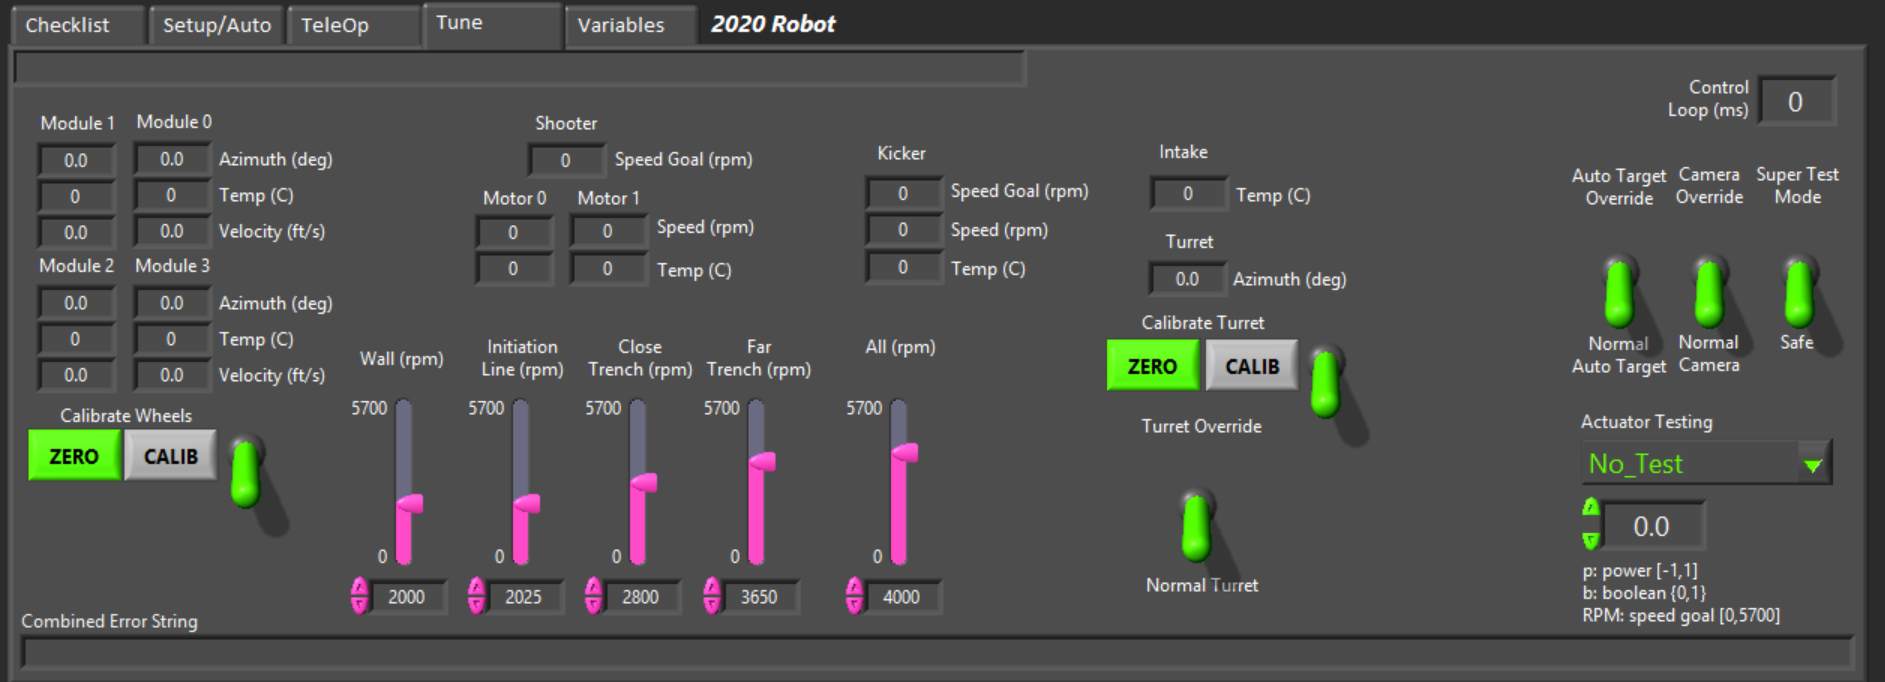 Checklist
Setup/Auto
TeleOp
Tune
Variables
2020 Robot
Control
Loop (ms)
0
Module 1
Module 0
0.0
0.0
Azimuth (deg)
0
0
Temp (C)
0.0
0.0
Velocity (ft/s)
Module 2
Module 3
0.0
0.0
Azimuth (deg)
0
0
Temp (C)
0.0
0.0
Velocity (ft/s)
Calibrate Wheels
ZERO
CALIB
Shooter
0
Speed Goal (rpm)
Motor 0
Motor 1
0
0
Speed (rpm)
0
0
Temp (C)
Kicker
0
Speed Goal (rpm)
0
Speed (rpm)
0
Temp (C)
Wall (rpm)
5700
0
2000
Initiation
Line (rpm)
5700
0
2025
Close
Trench (rpm)
5700
0
2800
Far
Trench (rpm)
5700
0
3650
All (rpm)
5700
0
4000
Intake
0
Temp (C)
Turret
0.0
Azimuth (deg)
Calibrate Turret
ZERO
CALIB
Turret Override
Normal Turret
Auto Target
Override
Normal
Auto Target
Camera
Override
Normal
Camera
Super Test
Mode
Safe
Actuator Testing
No_Test
0.0
p: power [-1,1]
b: boolean {0,1}
RPM: speed goal [0,5700]
Combined Error String